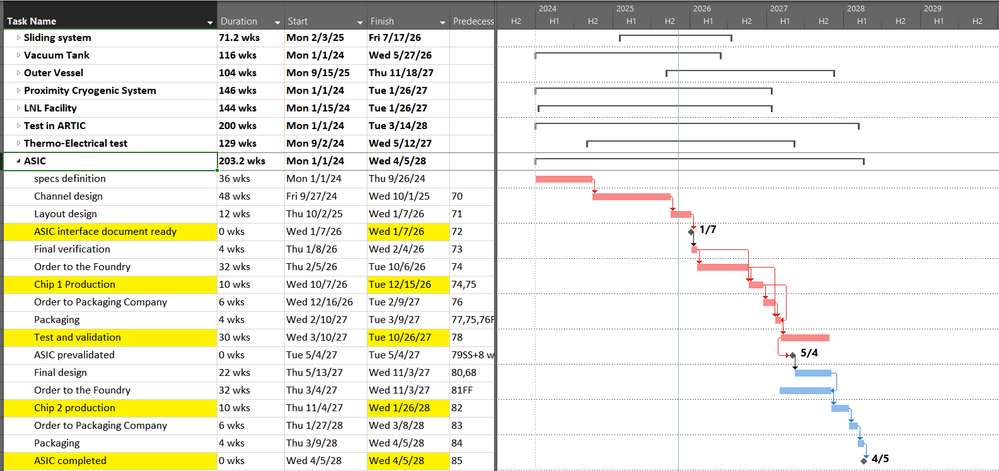 2024 2025 2026 2027 2028 2029
Task Name Duration Start Finish Predecess H2 H1 H2 H1 H2 H1 H2 H1 H2 H1 H2 H1 H2
Sliding system 71.2 wks Mon 2/3/25 Fri 7/17/26
Vacuum Tank 116 wks Mon 1/1/24 Wed 5/27/26
Outer Vessel 104 wks Mon 9/15/25 Thu 11/18/27
Proximity Cryogenic System 146 wks Mon 1/1/24 Tue 1/26/27
LNL Facility 144 wks Mon 1/15/24 Tue 1/26/27
Test in ARTIC 200 wks Mon 1/1/24 Tue 3/14/28
Thermo-Electrical test 129 wks Mon 9/2/24 Wed 5/12/27
ASIC 203.2 wks Mon 1/1/24 Wed 4/5/28
specs definition 36 wks Mon 1/1/24 Thu 9/26/24
Channel design 48 wks Fri 9/27/24 Wed 10/1/25 70
Layout design 12 wks Thu 10/2/25 Wed 1/7/26 71
ASIC interface document ready 0 wks Wed 1/7/26 Wed 1/7/26 72 1/7
Final verification 4 wks Thu 1/8/26 Wed 2/4/26 73
Order to the Foundry 32 wks Thu 2/5/26 Tue 10/6/26 74
Chip 1 Production 10 wks Wed 10/7/26 Tue 12/15/26 74,75
Order to Packaging Company 6 wks Wed 12/16/26 Tue 2/9/27 76
Packaging 4 wks Wed 2/10/27 Tue 3/9/27 77,75,76F
Test and validation 30 wks Wed 3/10/27 Tue 10/26/27 78
ASIC prevalidated 0 wks Tue 5/4/27 Tue 5/4/27 79SS+8 w 5/4
Final design 22 wks Thu 5/13/27 Wed 11/3/27 80,68
Order to the Foundry 32 wks Thu 3/4/27 Wed 11/3/27 81FF
Chip 2 production 10 wks Thu 11/4/27 Wed 1/26/28 82
Order to Packaging Company 6 wks Thu 1/27/28 Wed 3/8/28 83
Packaging 4 wks Thu 3/9/28 Wed 4/5/28 84
ASIC completed 0 wks Wed 4/5/28 Wed 4/5/28 85 4/5